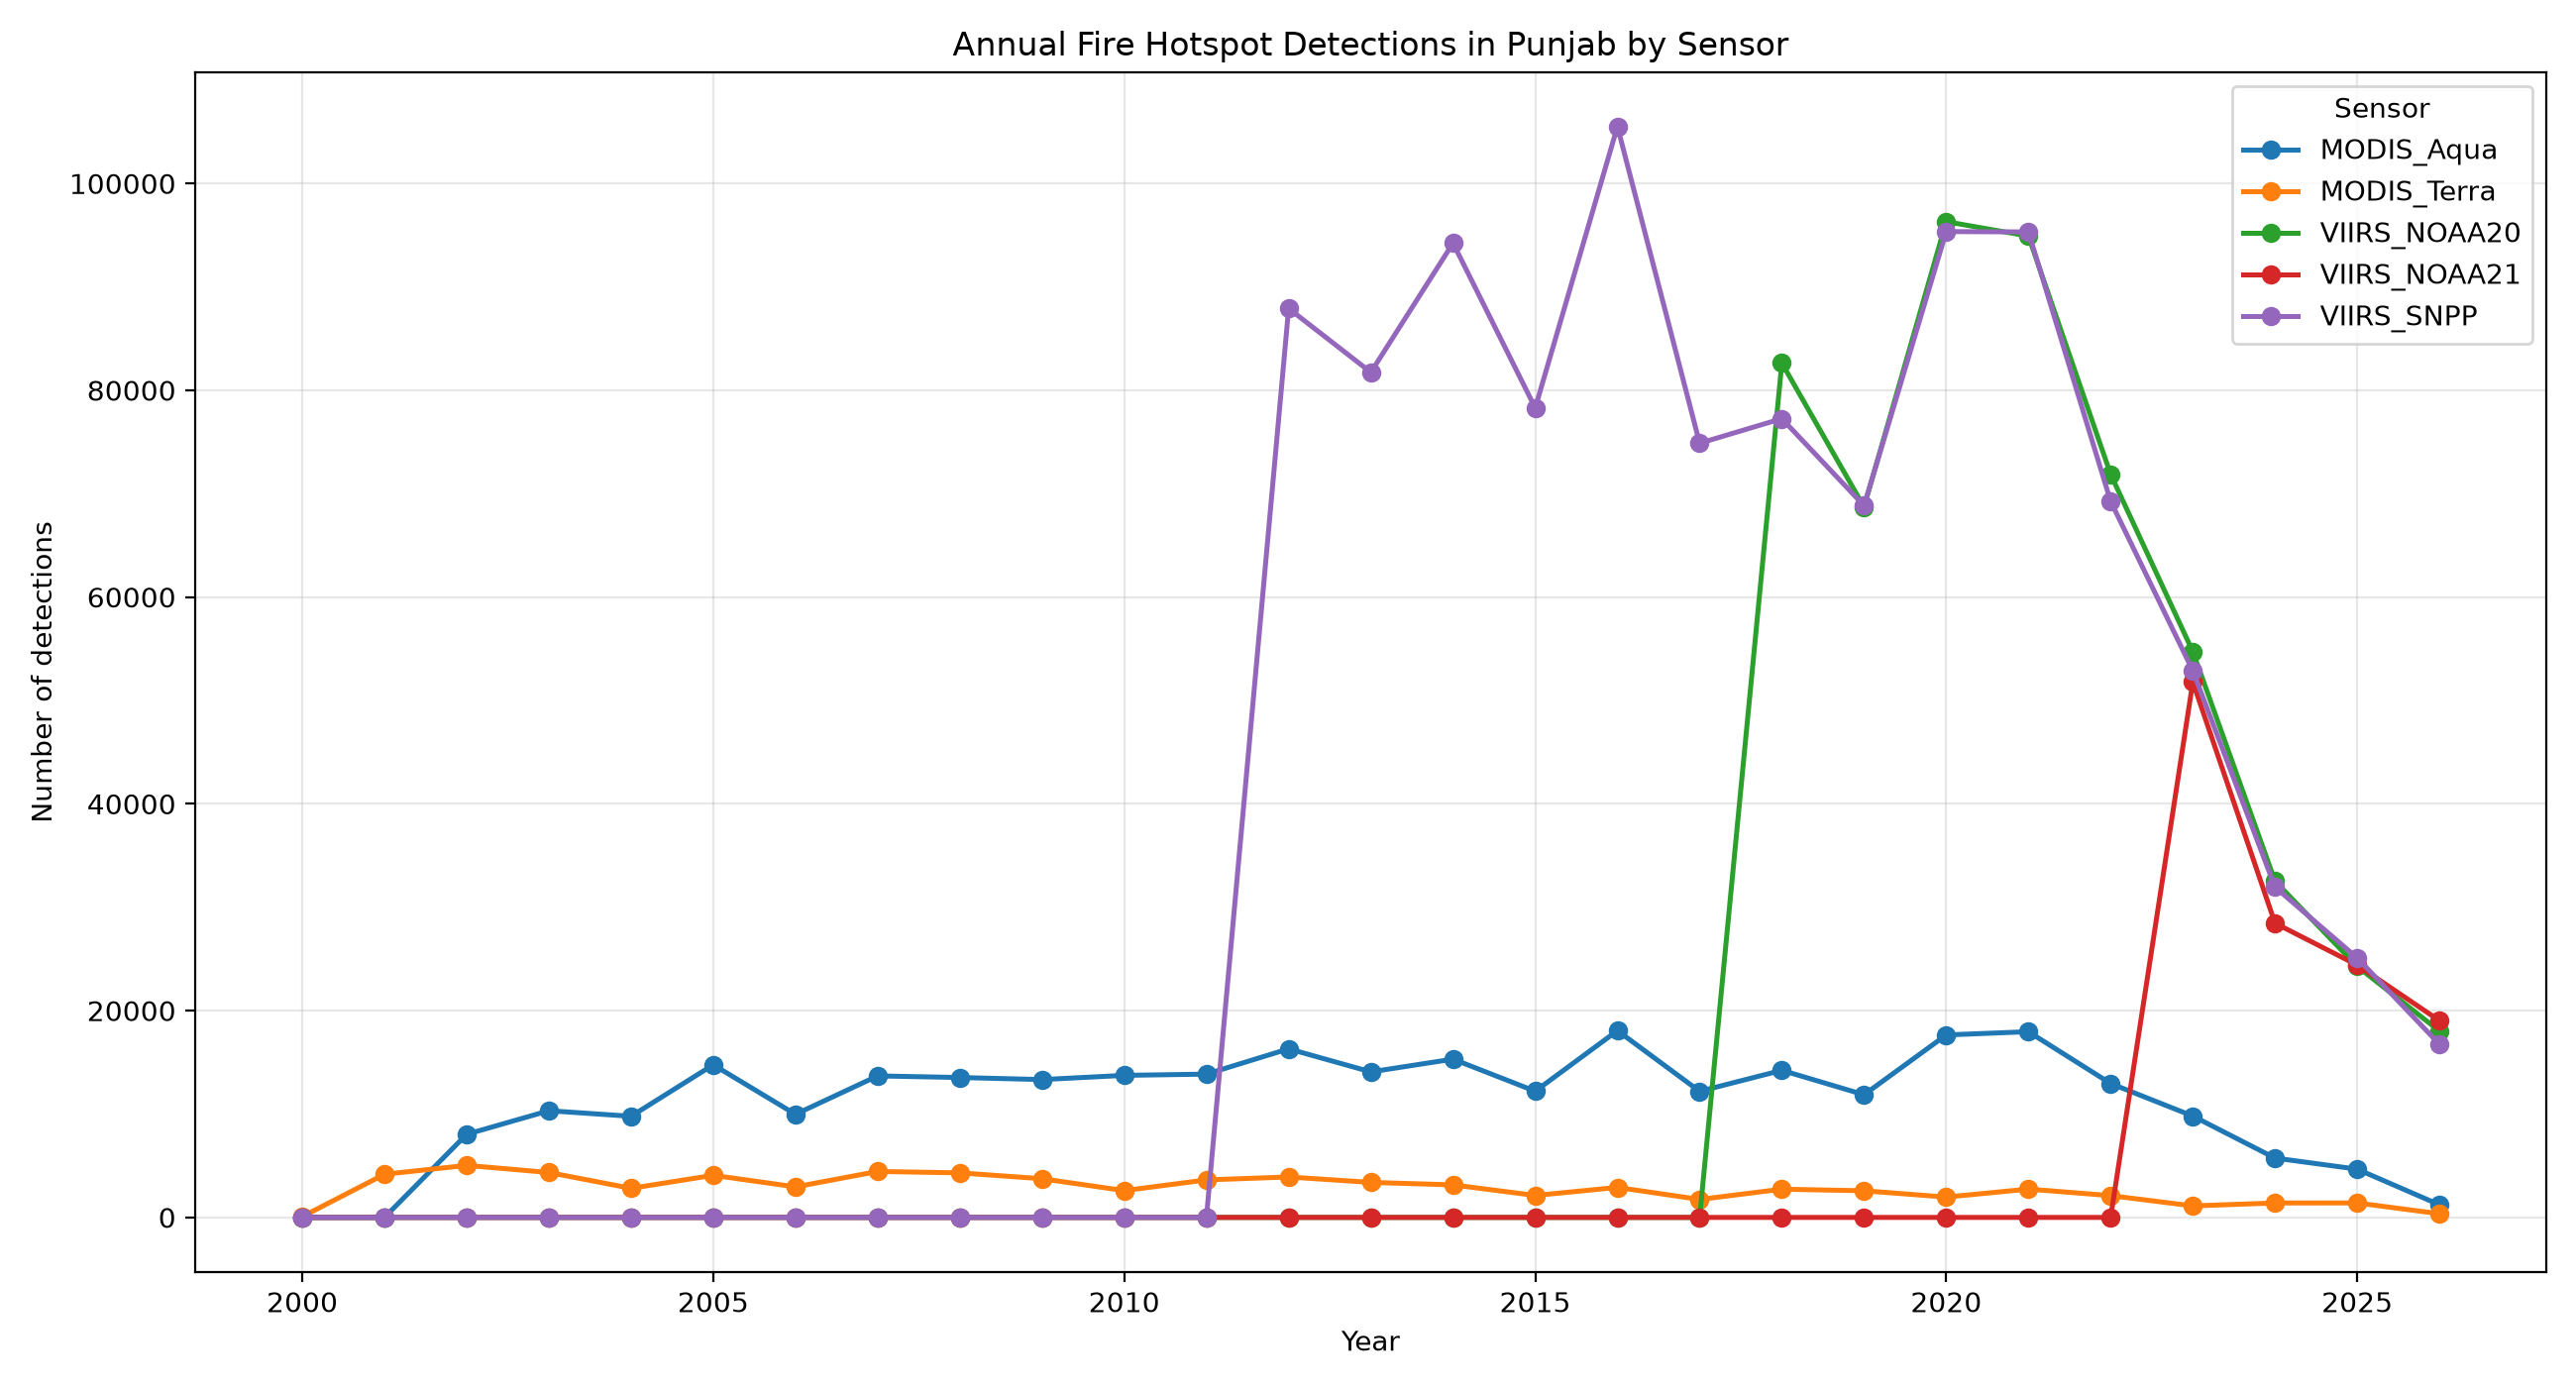 Annual Fire Hotspot Detections in Punjab by Sensor
Sensor
MODIS_Aqua
MODIS_Terra
VIIRS_NOAA20
VIIRS_NOAA21
VIIRS_SNPP
Number of detections
100000
80000
60000
40000
20000
0
2000 2005 2010 2015 2020 2025
Year